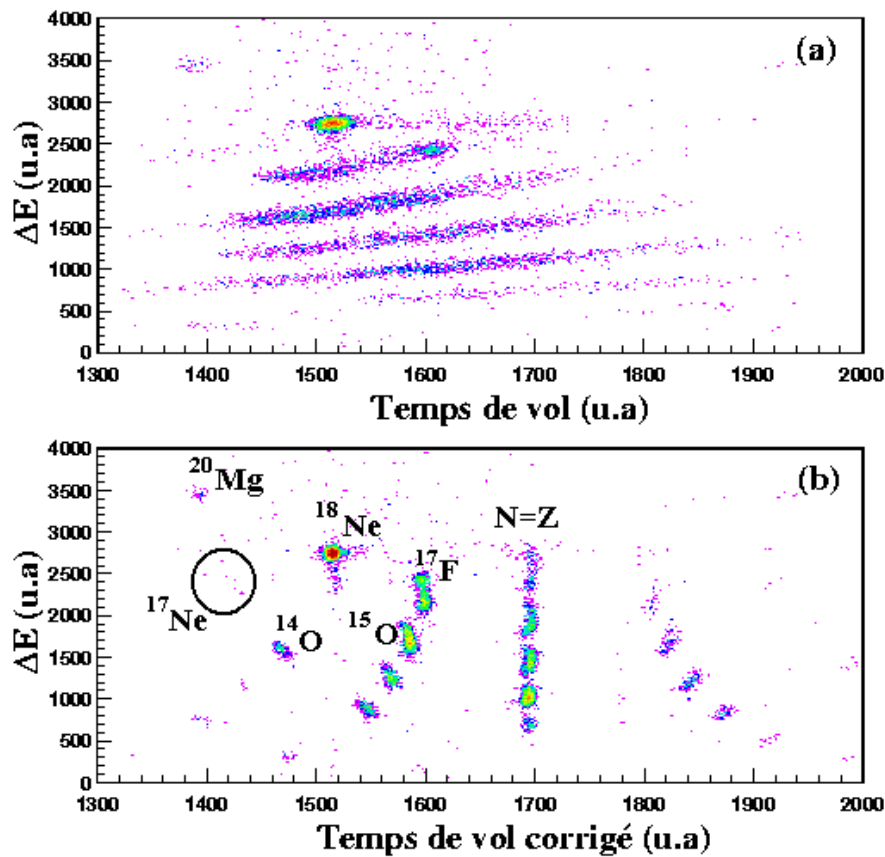 4000
3500
3000
2500
2000
1500
1000
500
0
ΔE (u.a)
(a)
1300 1400 1500 1600 1700 1800 1900 2000
Temps de vol (u.a)
4000
3500
3000
2500
2000
1500
1000
500
0
ΔE (u.a)
(b)
20Mg
18Ne
N=Z
17F
17Ne
14O
15O
1300 1400 1500 1600 1700 1800 1900 2000
Temps de vol corrigé (u.a)